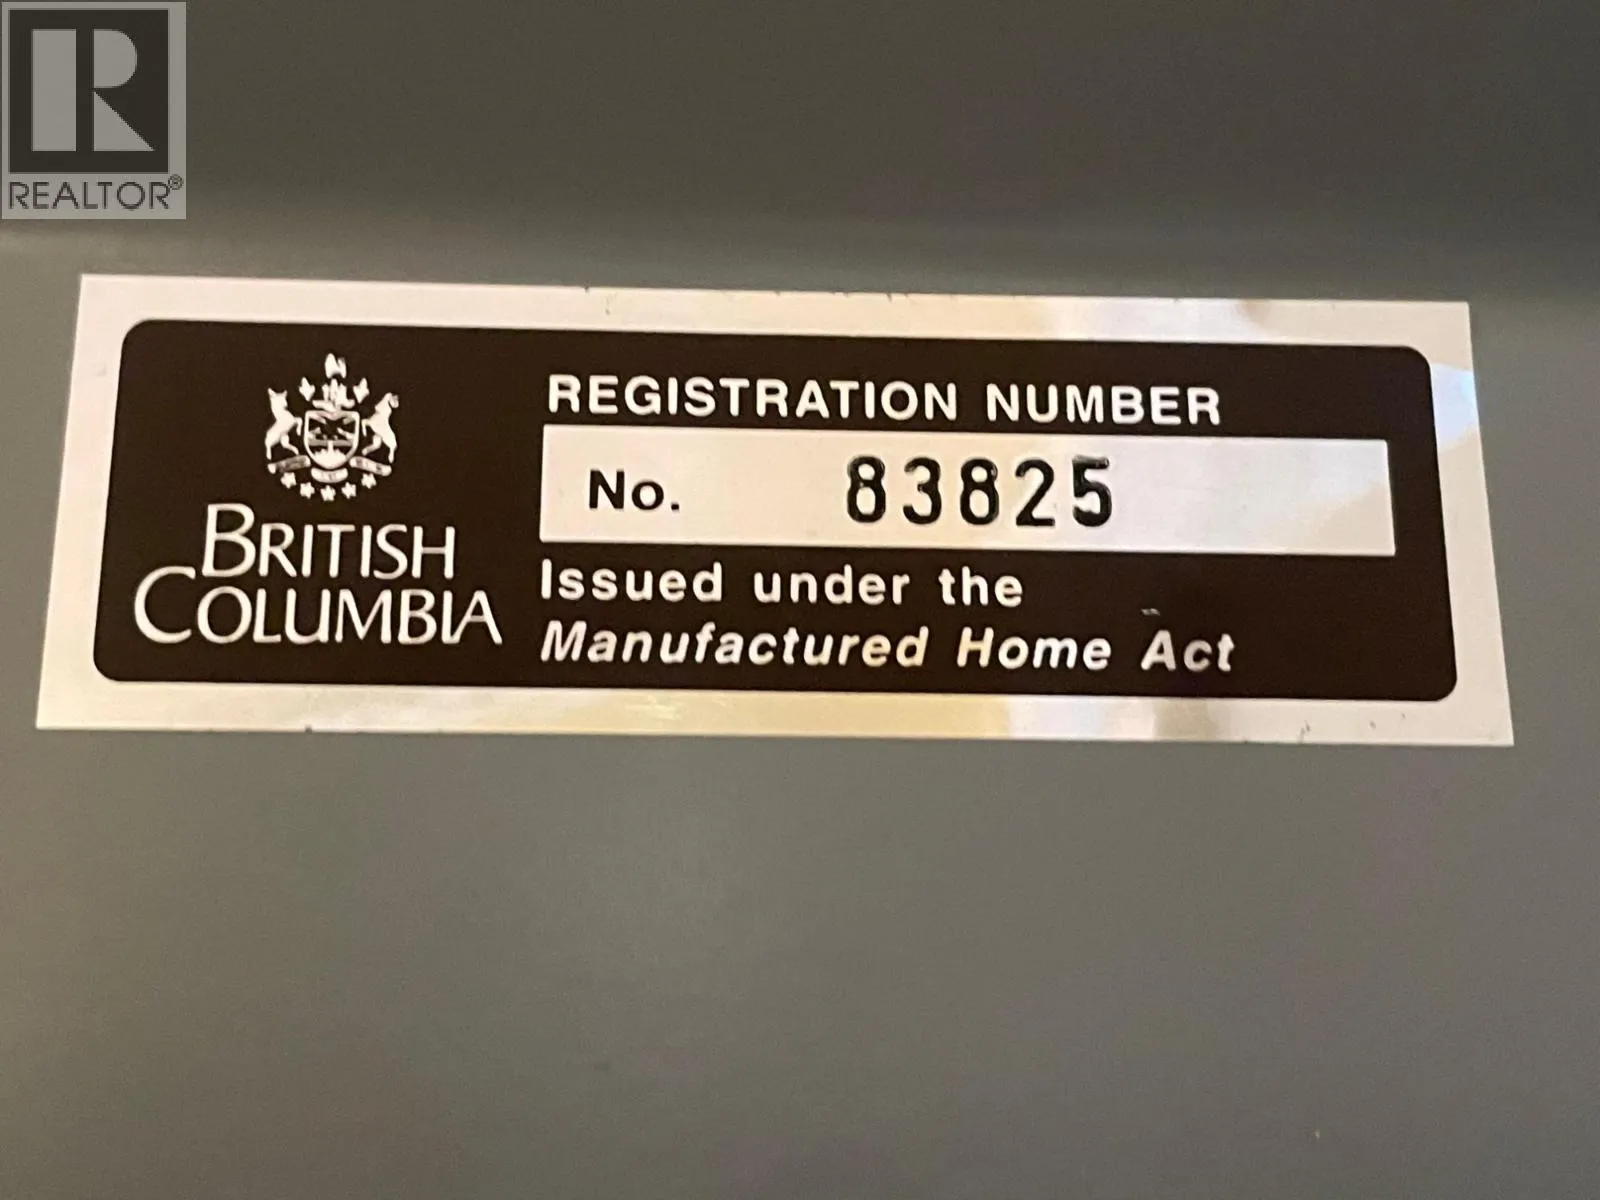 REALTOR®
BRITISH
COLUMBIA
REGISTRATION NUMBER
No. 83825
Issued under the
Manufactured Home Act